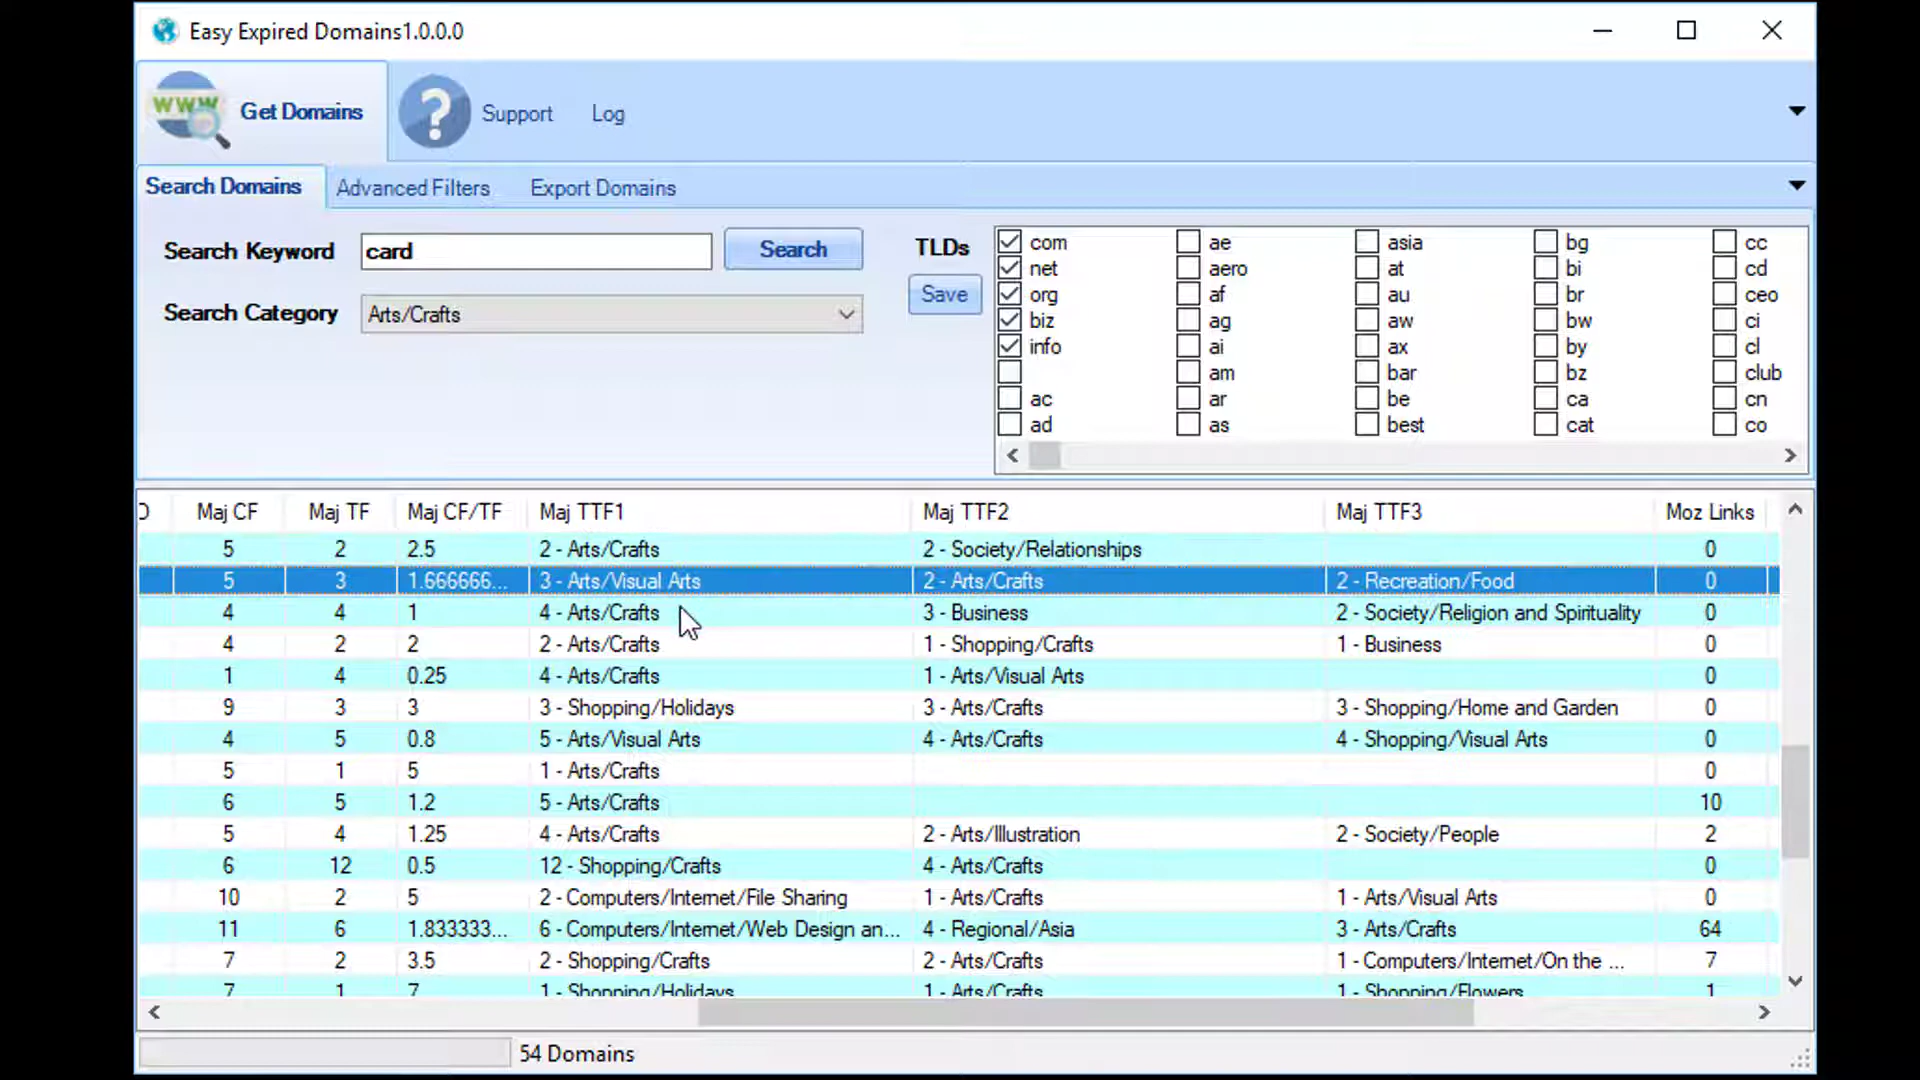 Easy Expired Domains1.0.0.0
www Get Domains ? Support Log
Search Domains Advanced Filters Export Domains
Search Keyword card Search TLDs
Save
Search Category Arts/Crafts
com ae asia bg cc
net aero at bi cd
org af au br ceo
biz ag aw bw ci
info ai ax by cl
am bar bz club
ac ar be ca cn
ad as best cat co
Maj CF Maj TF Maj CF/TF Maj TTF1 Maj TTF2 Maj TTF3 Moz Links
5 2 2.5 2 - Arts/Crafts 2 - Society/Relationships 0
5 3 1.666666... 3 - Arts/Visual Arts 2 - Arts/Crafts 2 - Recreation/Food 0
4 4 1 4 - Arts/Crafts 3 - Business 2 - Society/Religion and Spirituality 0
4 2 2 2 - Arts/Crafts 1 - Shopping/Crafts 1 - Business 0
1 4 0.25 4 - Arts/Crafts 1 - Arts/Visual Arts 0
9 3 3 3 - Shopping/Holidays 3 - Arts/Crafts 3 - Shopping/Home and Garden 0
4 5 0.8 5 - Arts/Visual Arts 4 - Arts/Crafts 4 - Shopping/Visual Arts 0
5 1 5 1 - Arts/Crafts 0
6 5 1.2 5 - Arts/Crafts 10
5 4 1.25 4 - Arts/Crafts 2 - Arts/Illustration 2 - Society/People 2
6 12 0.5 12 - Shopping/Crafts 4 - Arts/Crafts 0
10 2 5 2 - Computers/Internet/File Sharing 1 - Arts/Crafts 1 - Arts/Visual Arts 0
11 6 1.833333... 6 - Computers/Internet/Web Design an... 4 - Regional/Asia 3 - Arts/Crafts 64
7 2 3.5 2 - Shopping/Crafts 2 - Arts/Crafts 1 - Computers/Internet/On the ... 7
7 1 7 1 - Shopping/Holidays 1 - Arts/Crafts 1 - Shopping/Flowers 1
54 Domains